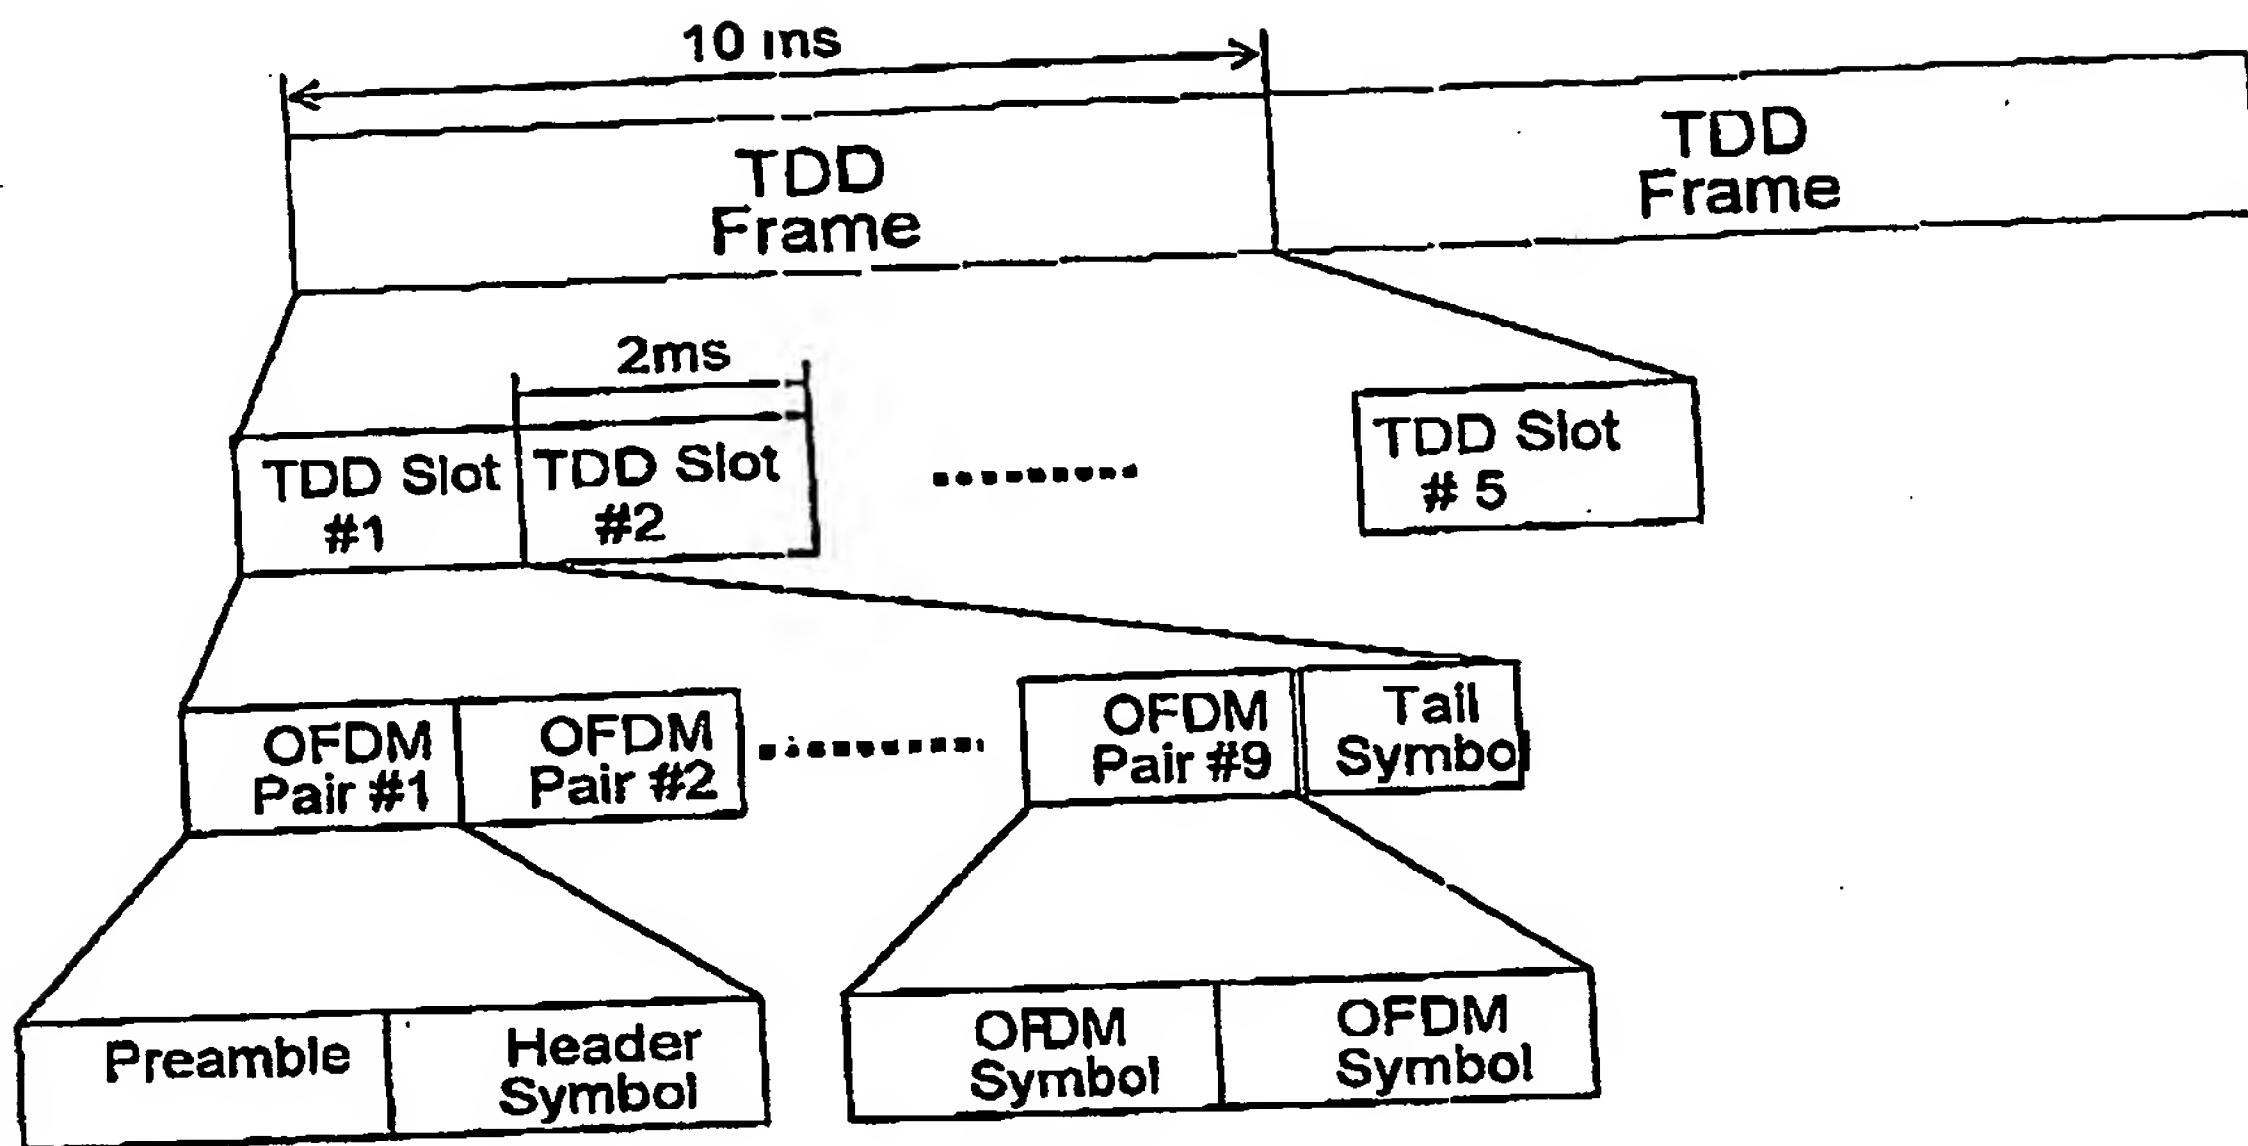 10 ms
TDD
Frame
TDD
Frame
2ms
TDD Slot
#1
TDD Slot
#2
TDD Slot
# 5
OFDM
Pair #1
OFDM
Pair #2
OFDM
Pair #9
Tail
Symbol
Preamble
Header
Symbol
OFDM
Symbol
OFDM
Symbol